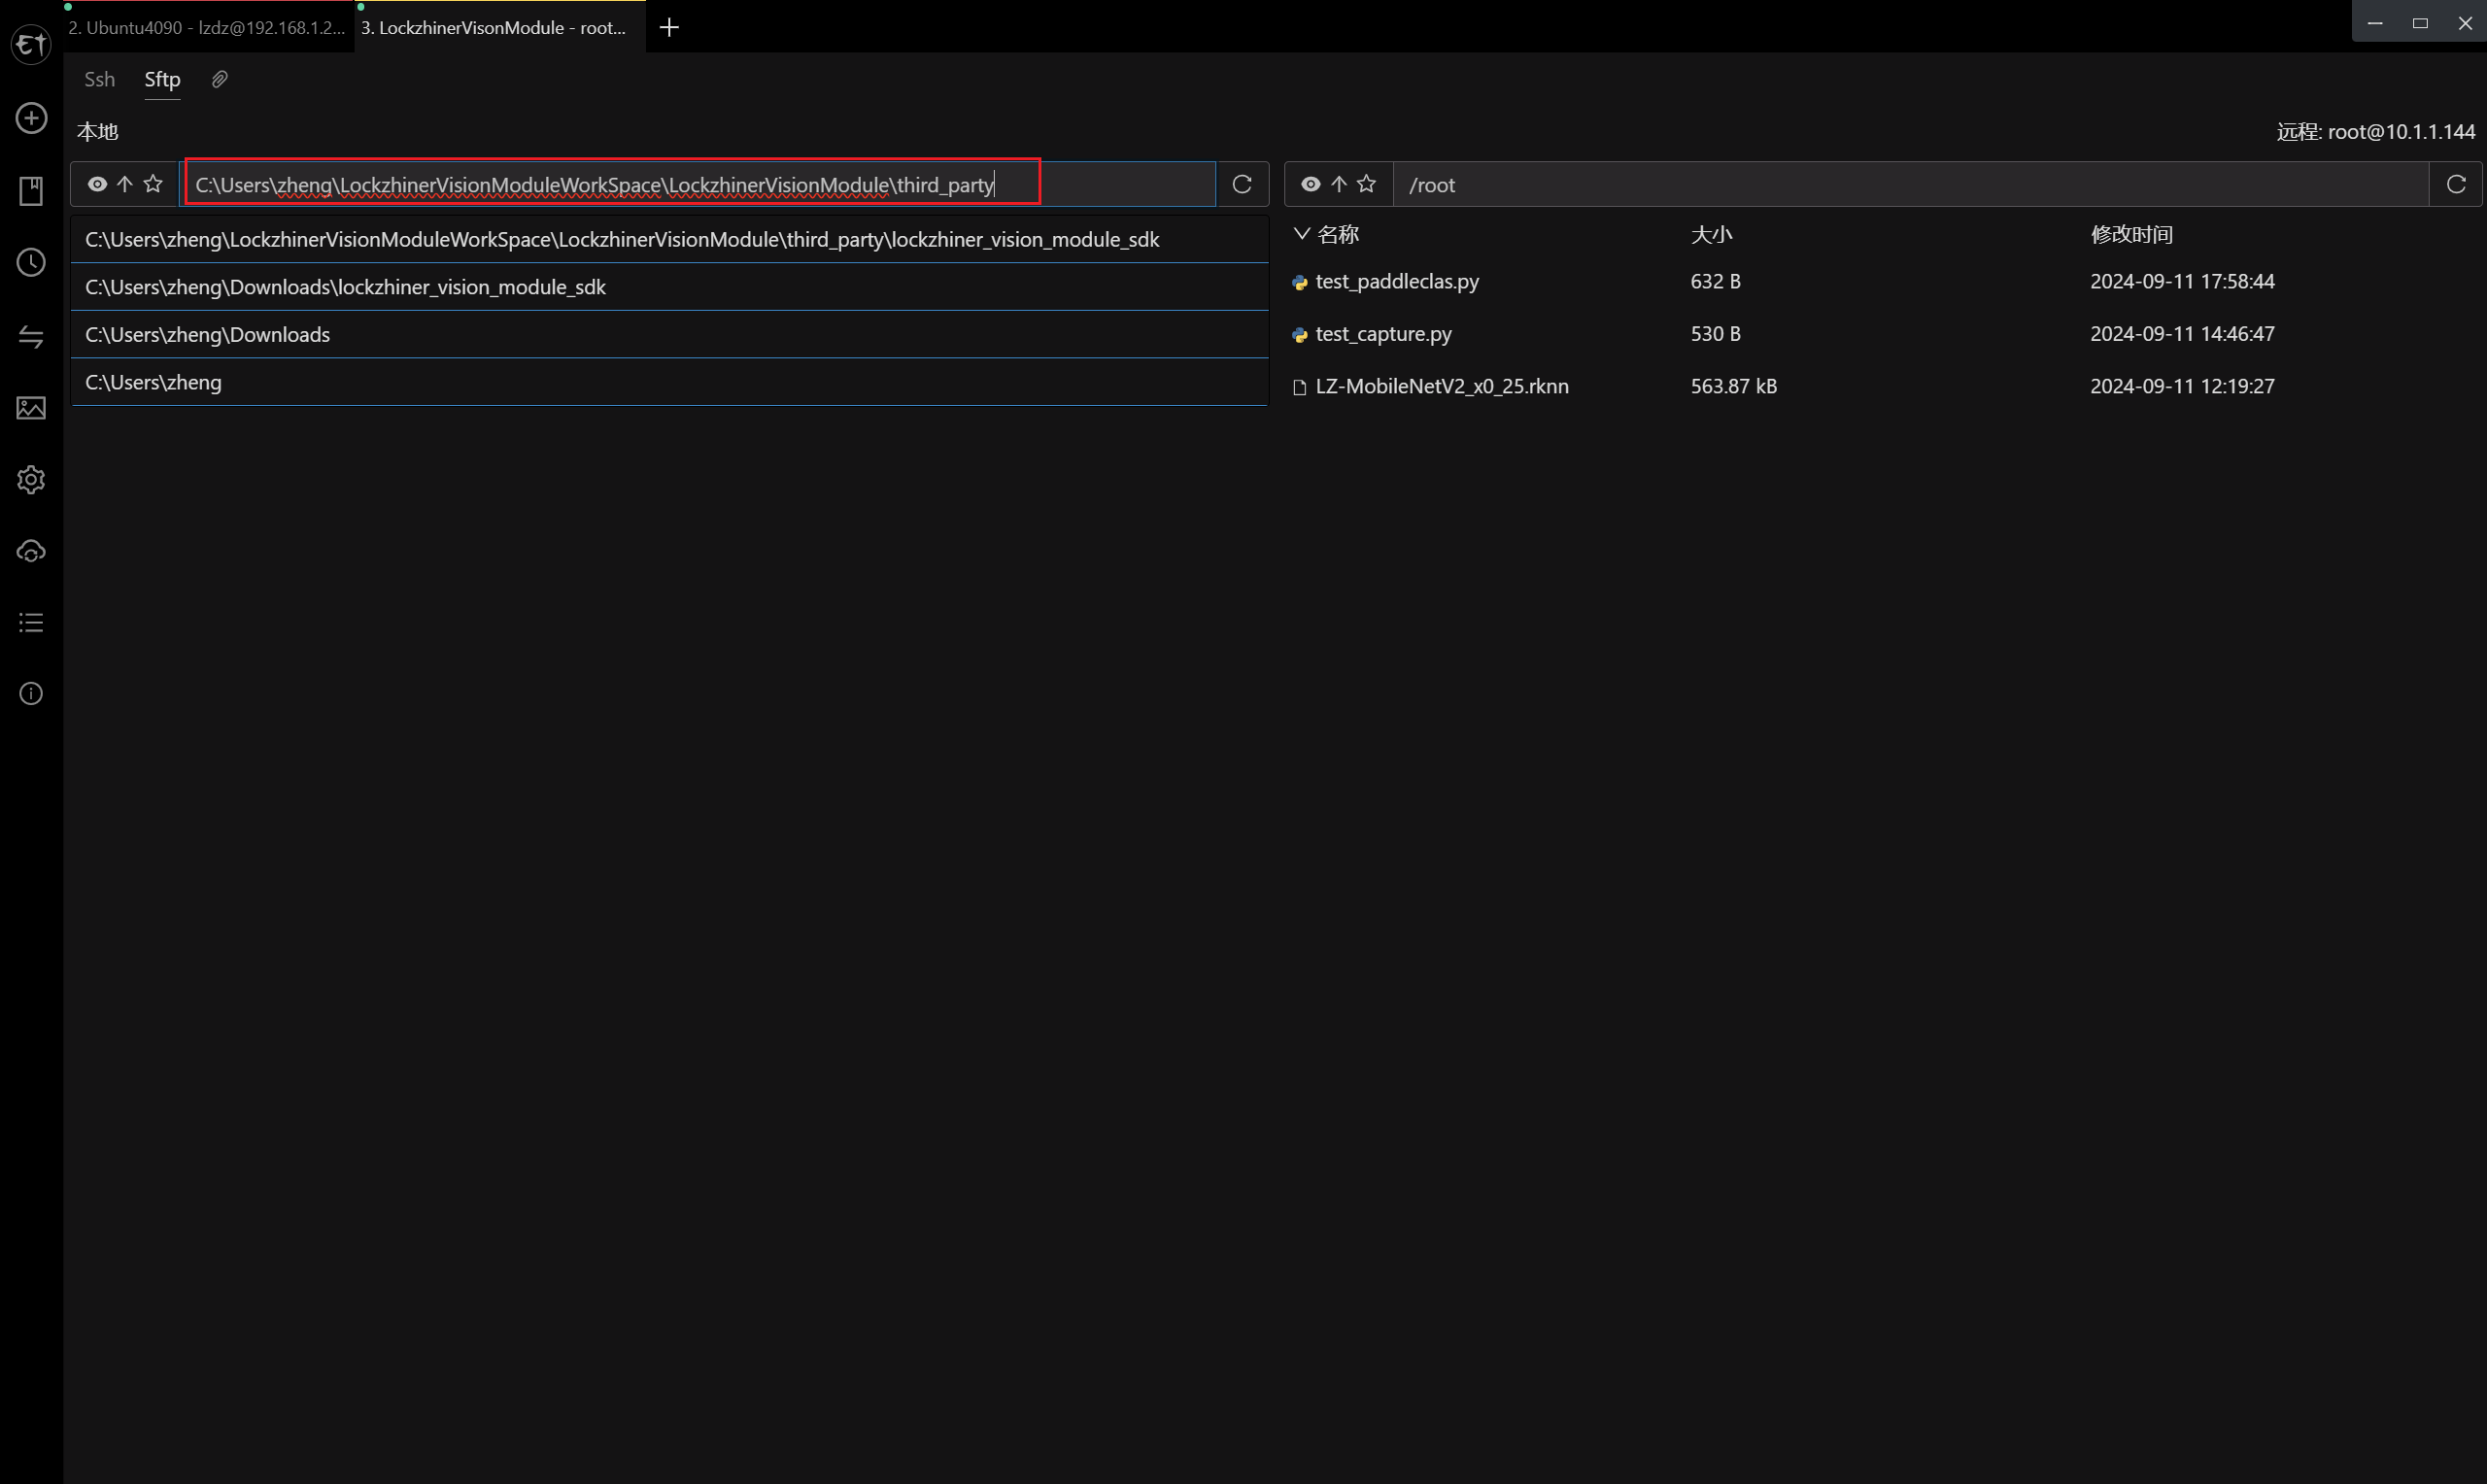 2. Ubuntu4090 - lzdz@192.168.1.2...
3. LockzhinerVisonModule - root...
Ssh
Sftp
本地
远程: root@10.1.1.144
C:\Users\zheng\LockzhinerVisionModuleWorkSpace\LockzhinerVisionModule\third_party
/root
C:\Users\zheng\LockzhinerVisionModuleWorkSpace\LockzhinerVisionModule\third_party\lockzhiner_vision_module_sdk
C:\Users\zheng\Downloads\lockzhiner_vision_module_sdk
C:\Users\zheng\Downloads
C:\Users\zheng
名称 大小 修改时间
test_paddleclas.py 632 B 2024-09-11 17:58:44
test_capture.py 530 B 2024-09-11 14:46:47
LZ-MobileNetV2_x0_25.rknn 563.87 kB 2024-09-11 12:19:27